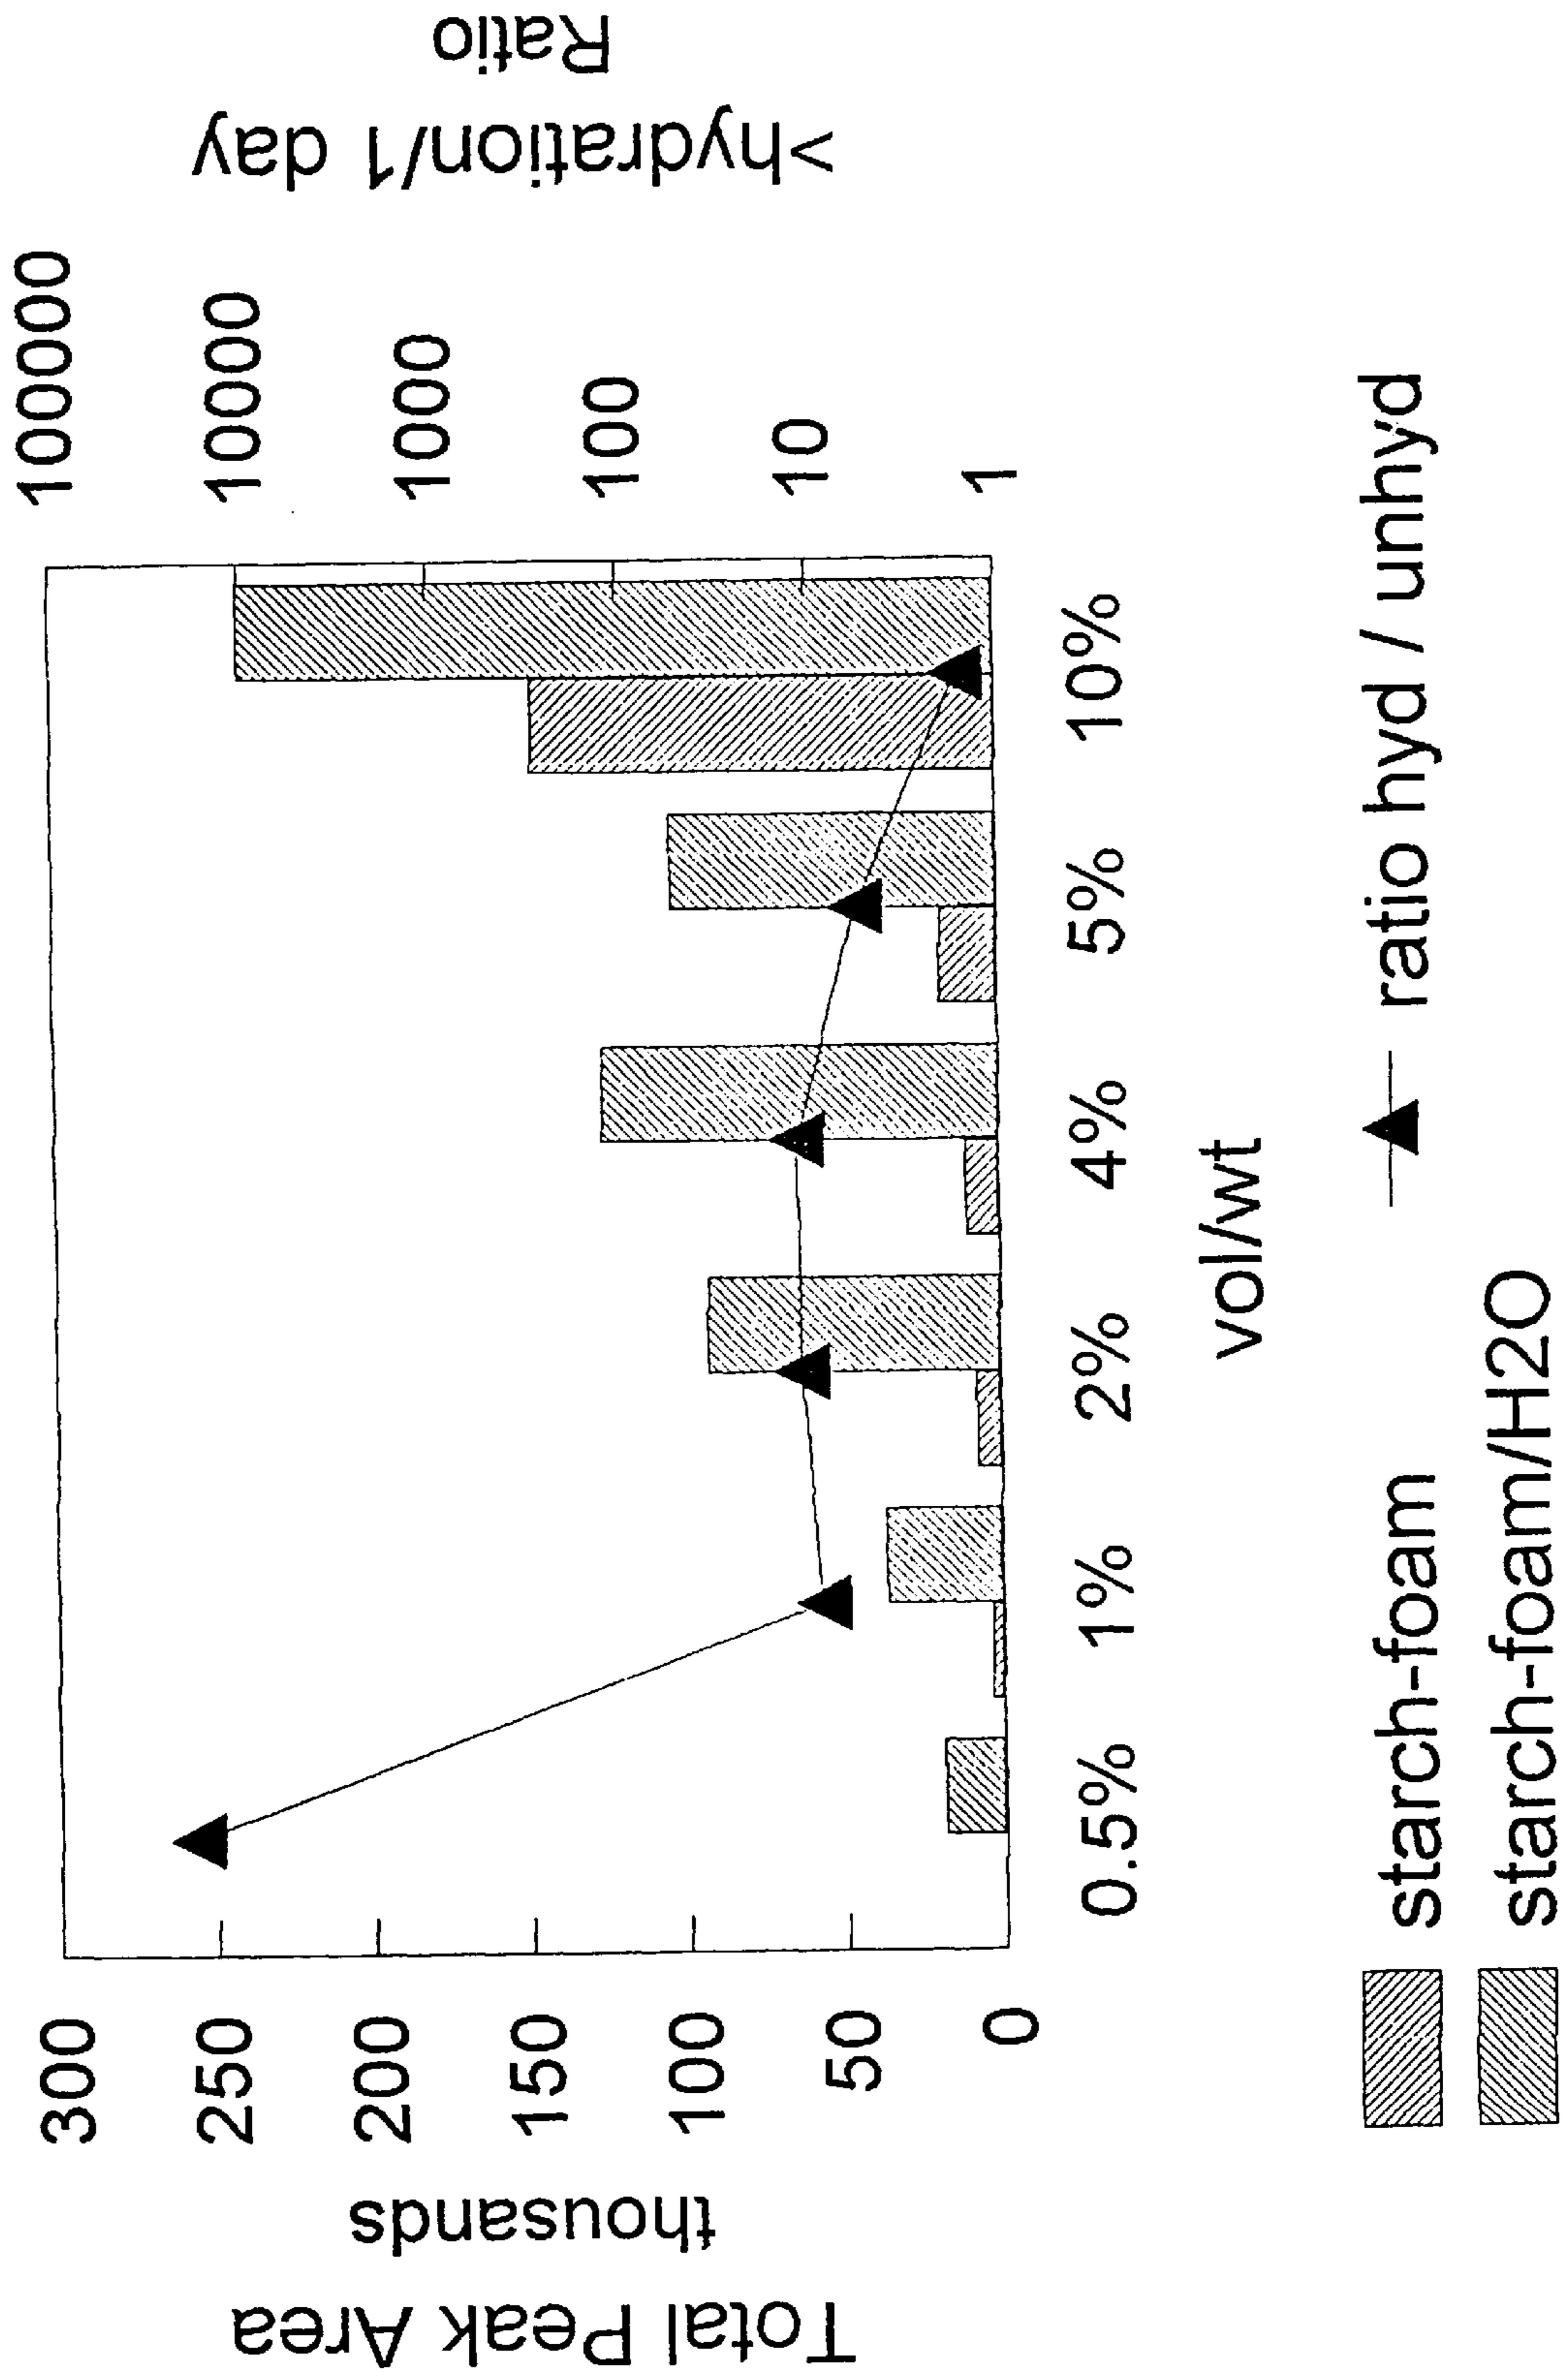 Total Peak Area
thousands
300
250
200
150
100
50
0
>hydration/1 day
Ratio
100000
10000
1000
100
10
1
0.5% 1% 2% 4% 5% 10%
vol/wt
starch-foam
ratio hyd / unhyd
starch-foam/H2O